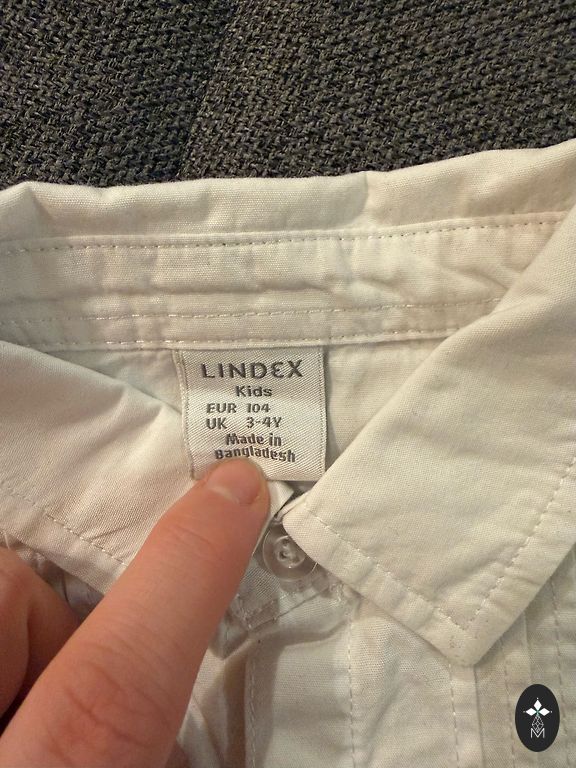 LINDEX
Kids
EUR 104
UK 3-4Y
Made in
Bangladesh
M